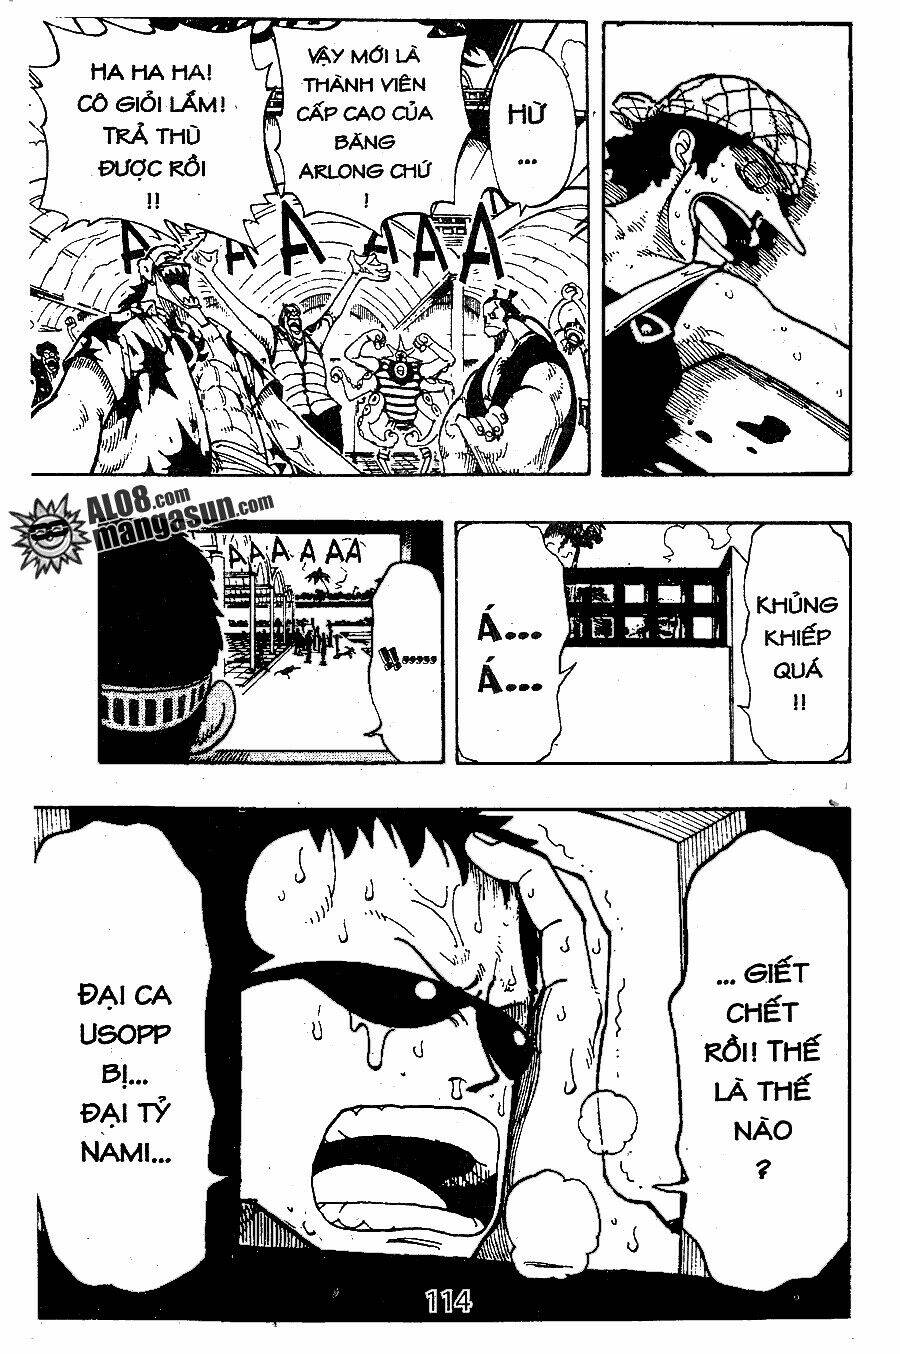 HA HA HA!
CÔ GIỎI LẮM!
TRẢ THÙ
ĐƯỢC RỒI
!!
VẬY MỚI LÀ
THÀNH VIÊN
CẤP CAO CỦA
BĂNG
ARLONG CHỨ
!
HỪ
...
A A A A A A A
AL08.com
mangasun.com
A A A A A A
!!.......
Á...
Á...
KHỦNG
KHIẾP
QUÁ
!!
ĐẠI CA
USOPP
BỊ...
ĐẠI TỶ
NAMI...
... GIẾT
CHẾT
RỒI! THẾ
LÀ THẾ
NÀO
?
114